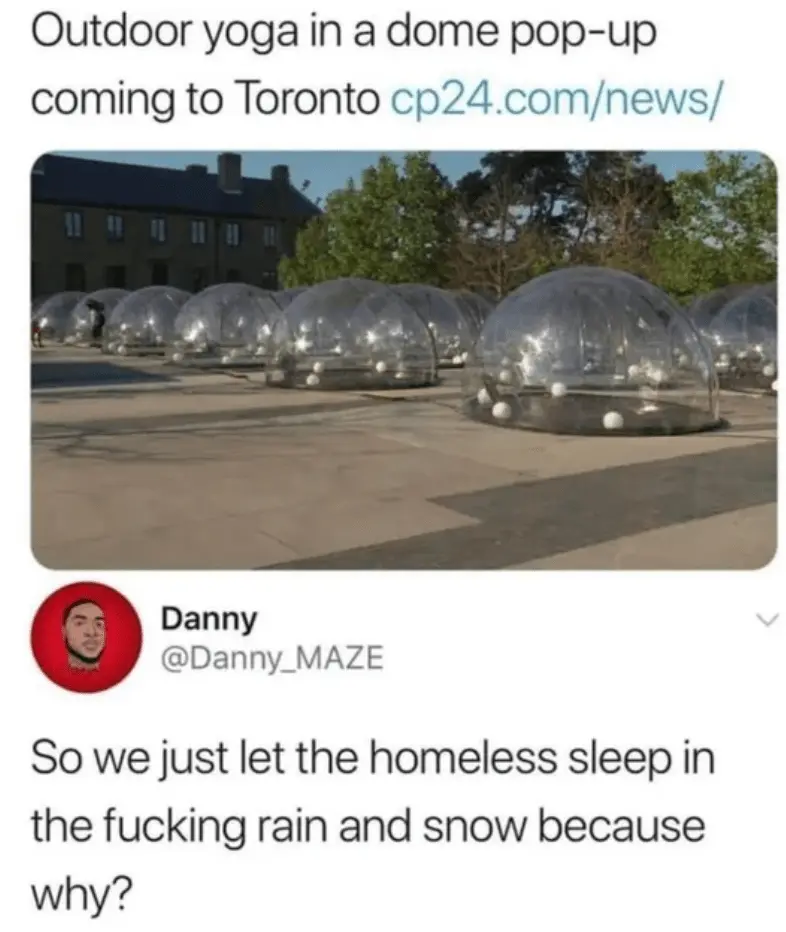 Outdoor yoga in a dome pop-up
coming to Toronto cp24.com/news/
Danny
@Danny_MAZE
So we just let the homeless sleep in
the fucking rain and snow because
why?